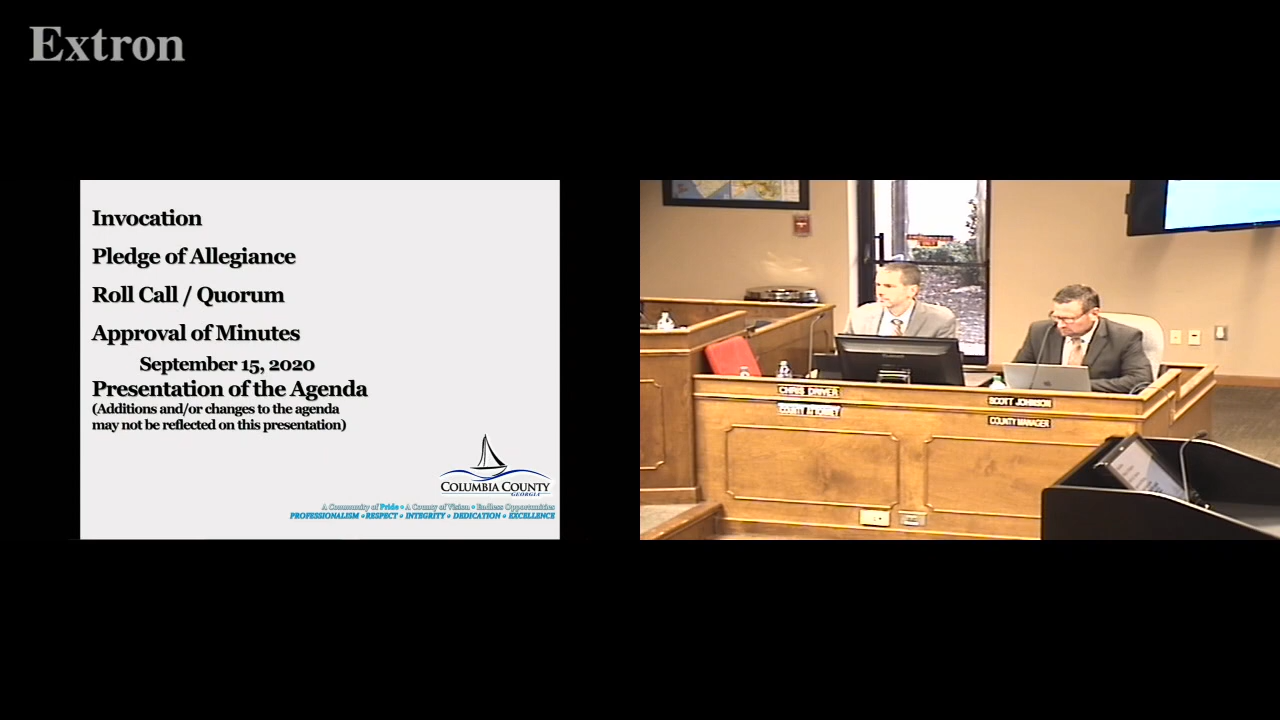 Extron
Invocation
Pledge of Allegiance
Roll Call / Quorum
Approval of Minutes
September 15, 2020
Presentation of the Agenda
(Additions and/or changes to the agenda
may not be reflected on this presentation)
COLUMBIA COUNTY
GEORGIA
A Community of Pride • A County of Vision • Endless Opportunities
PROFESSIONALISM • RESPECT • INTEGRITY • DEDICATION • EXCELLENCE
CHRIS DRIVER
COUNTY ATTORNEY
SCOTT JOHNSON
COUNTY MANAGER